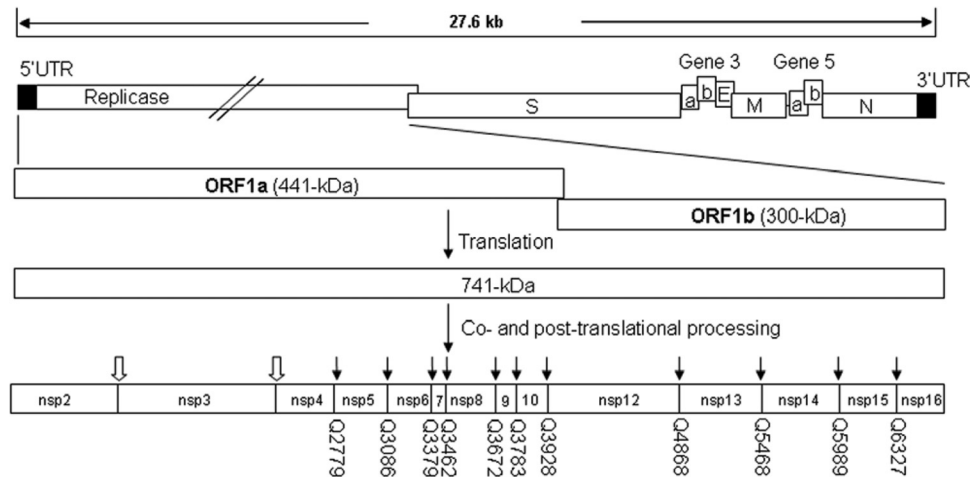 27.6 kb
5'UTR
Gene 3
Gene 5
3'UTR
Replicase
S
a
b
E
M
a
b
N
ORF1a (441-kDa)
ORF1b (300-kDa)
Translation
741-kDa
Co- and post-translational processing
nsp2 nsp3 nsp4 nsp5 nsp6 7 nsp8 9 10 nsp12 nsp13 nsp14 nsp15 nsp16
Q2779
Q3086
Q3379
Q3462
Q3672
Q3783
Q3928
Q4868
Q5468
Q5989
Q6327